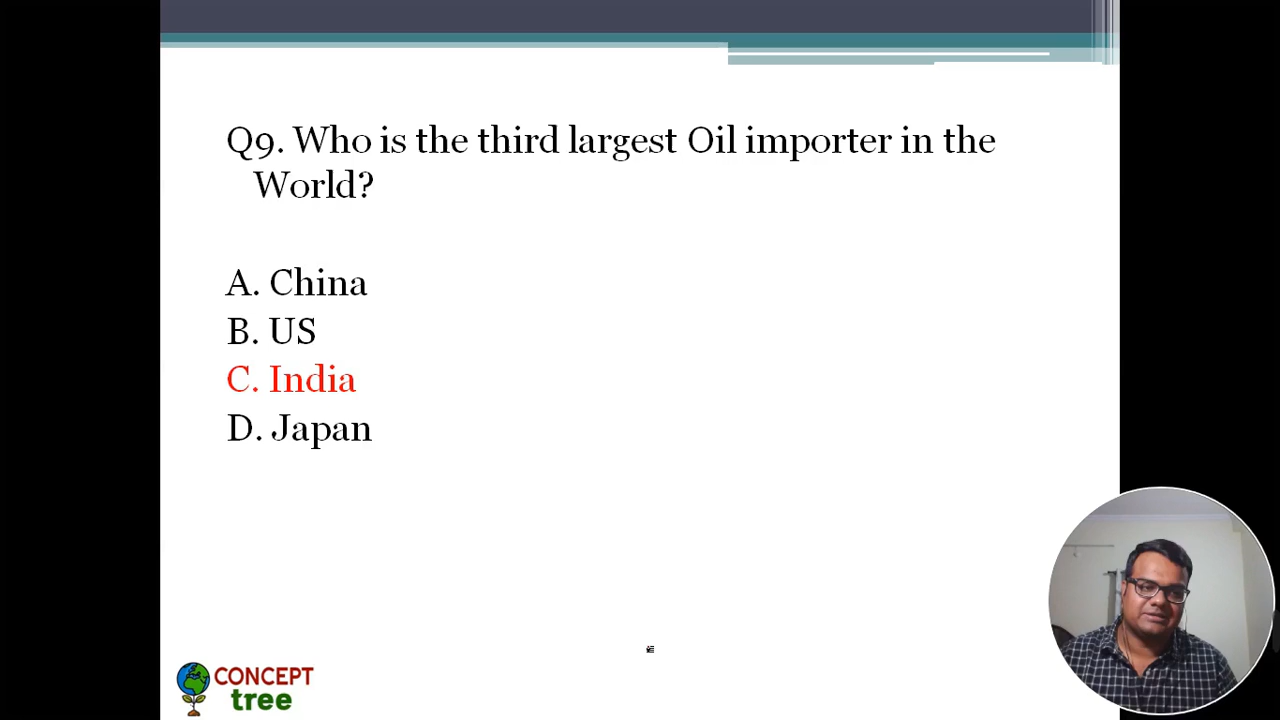 Q9. Who is the third largest Oil importer in the
World?
A. China
B. US
C. India
D. Japan
CONCEPT
tree